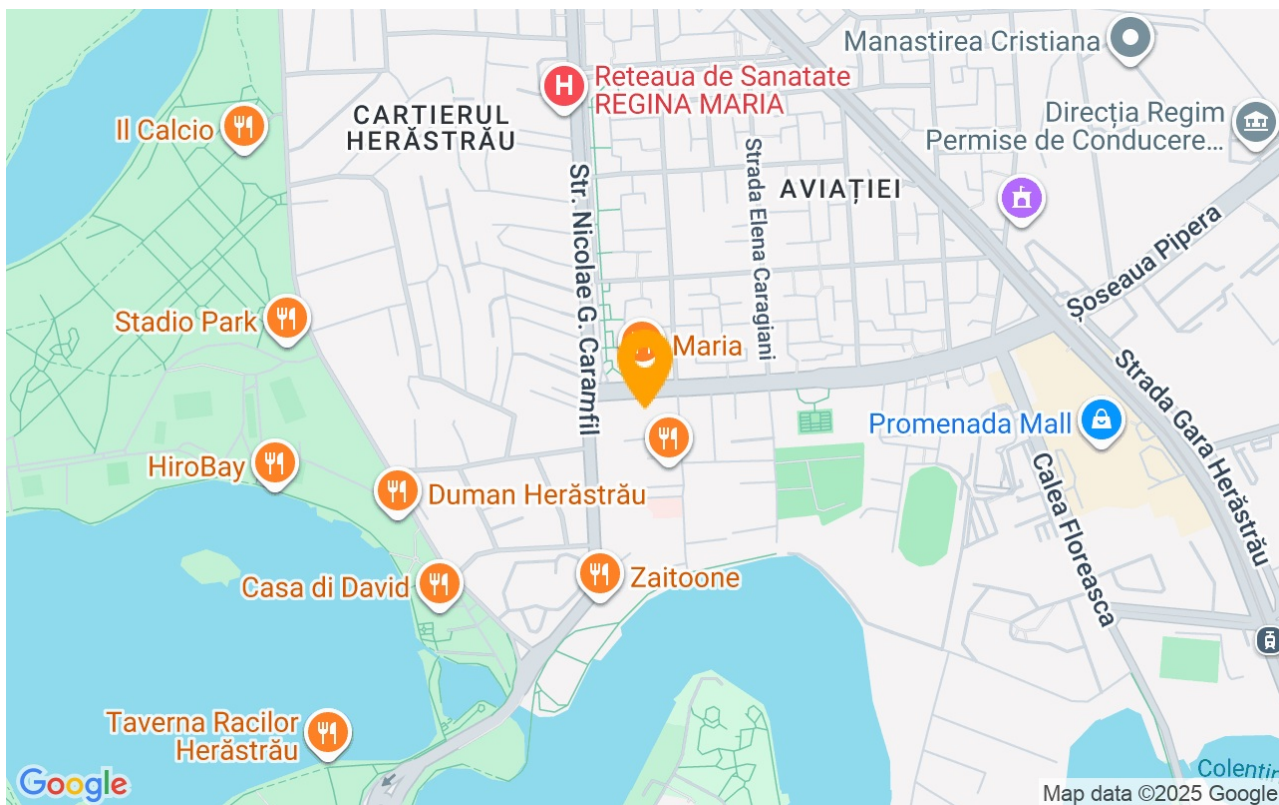 Manastirea Cristiana
Reteaua de Sanatate
REGINA MARIA
CARTIERUL
HERĂSTRĂU
Il Calcio
Direcția Regim
Permise de Conducere...
Strada Elena Caragiani
AVIAȚIEI
Str. Nicolae G. Caramfil
Șoseaua Pipera
Stadio Park
Maria
Strada Gara Herăstrău
Promenada Mall
HiroBay
Duman Herăstrău
Calea Floreasca
Casa di David
Zaitoone
Taverna Racilor
Herăstrău
Colentin
Google
Map data ©2025 Google